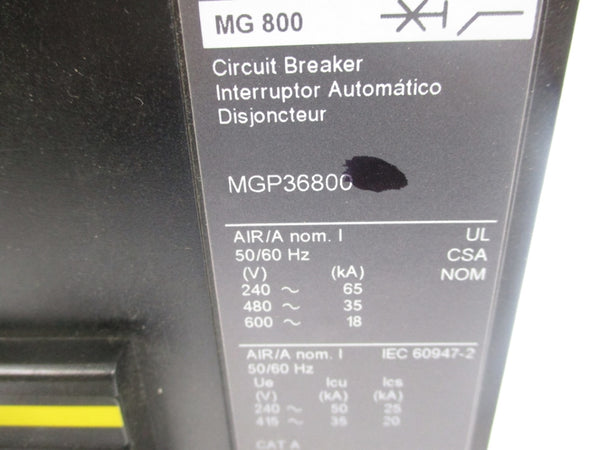 MG 800
Circuit Breaker
Interruptor Automático
Disjoncteur
MGP36800
AIR/A nom. I UL
50/60 Hz CSA
(V) (kA) NOM
240 ~ 65
480 ~ 35
600 ~ 18
AIR/A nom. I IEC 60947-2
50/60 Hz
Ue Icu Ics
(V) (kA) (kA)
240 ~ 50 25
415 ~ 35 20
CAT A